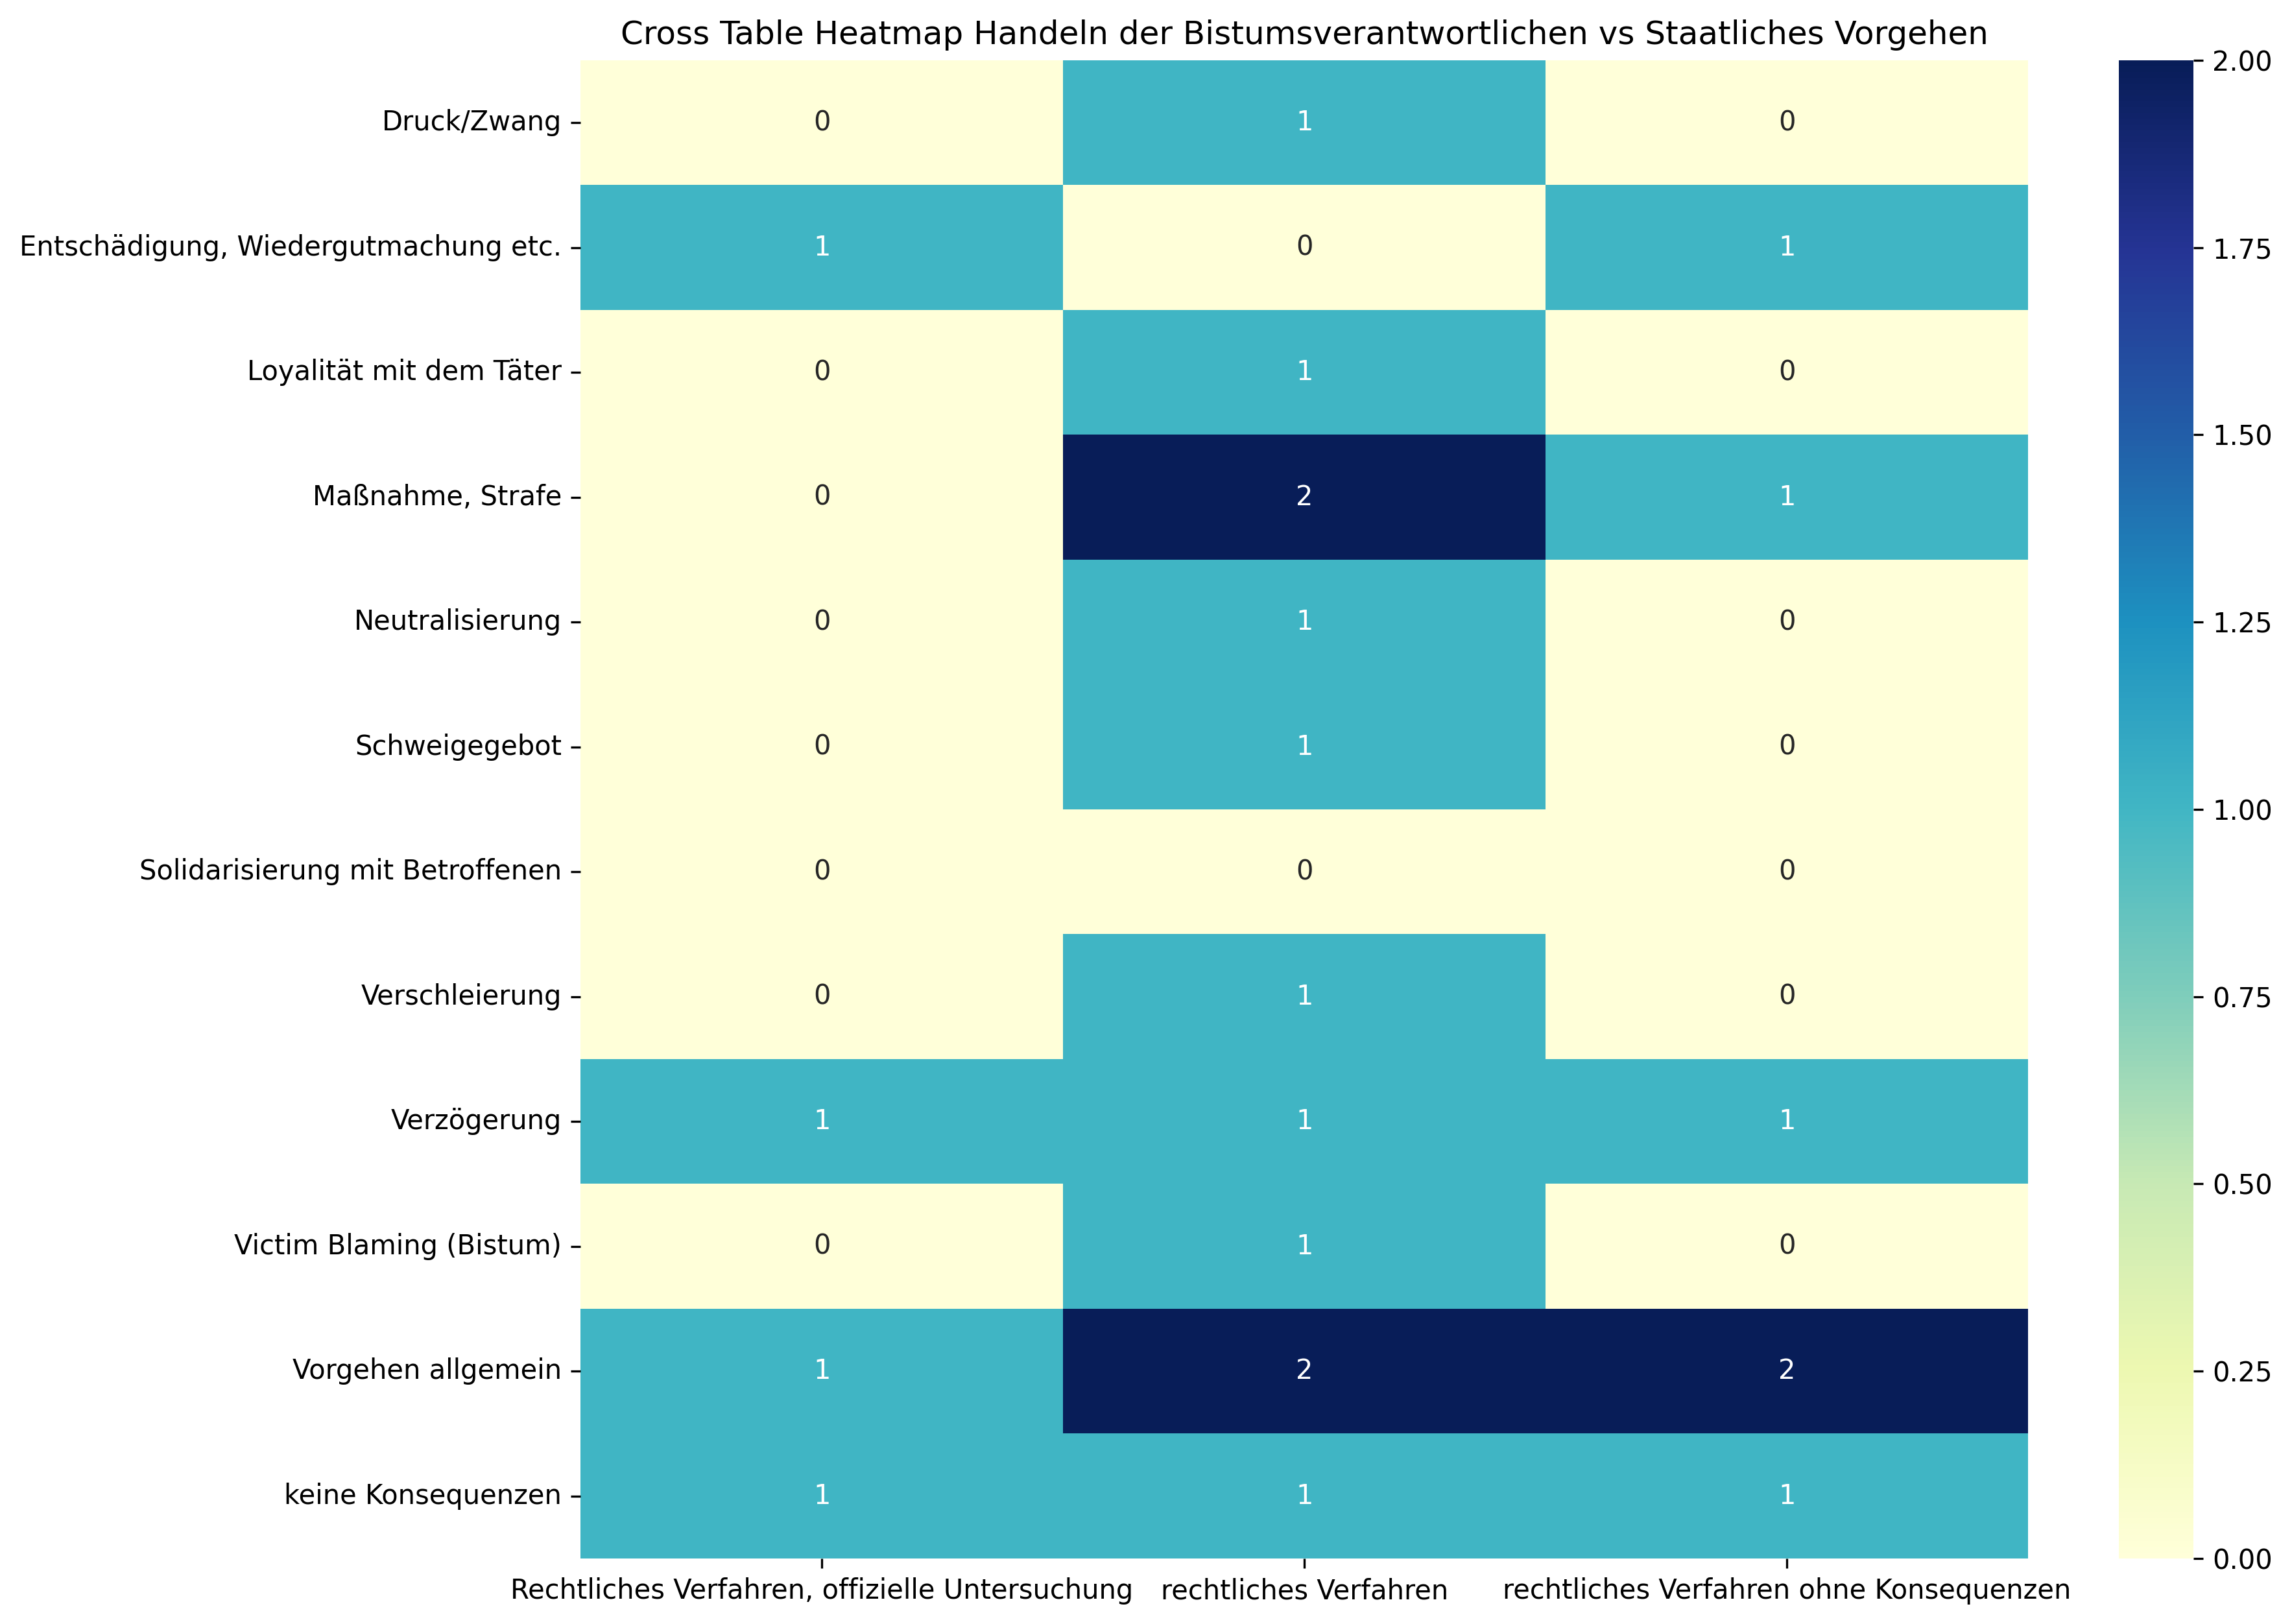 Cross Table Heatmap Handeln der Bistumsverantwortlichen vs Staatliches Vorgehen
Druck/Zwang 0 1 0
Entschädigung, Wiedergutmachung etc. 1 0 1
Loyalität mit dem Täter 0 1 0
Maßnahme, Strafe 0 2 1
Neutralisierung 0 1 0
Schweigegebot 0 1 0
Solidarisierung mit Betroffenen 0 0 0
Verschleierung 0 1 0
Verzögerung 1 1 1
Victim Blaming (Bistum) 0 1 0
Vorgehen allgemein 1 2 2
keine Konsequenzen 1 1 1
Rechtliches Verfahren, offizielle Untersuchung rechtliches Verfahren rechtliches Verfahren ohne Konsequenzen
2.00
1.75
1.50
1.25
1.00
0.75
0.50
0.25
0.00